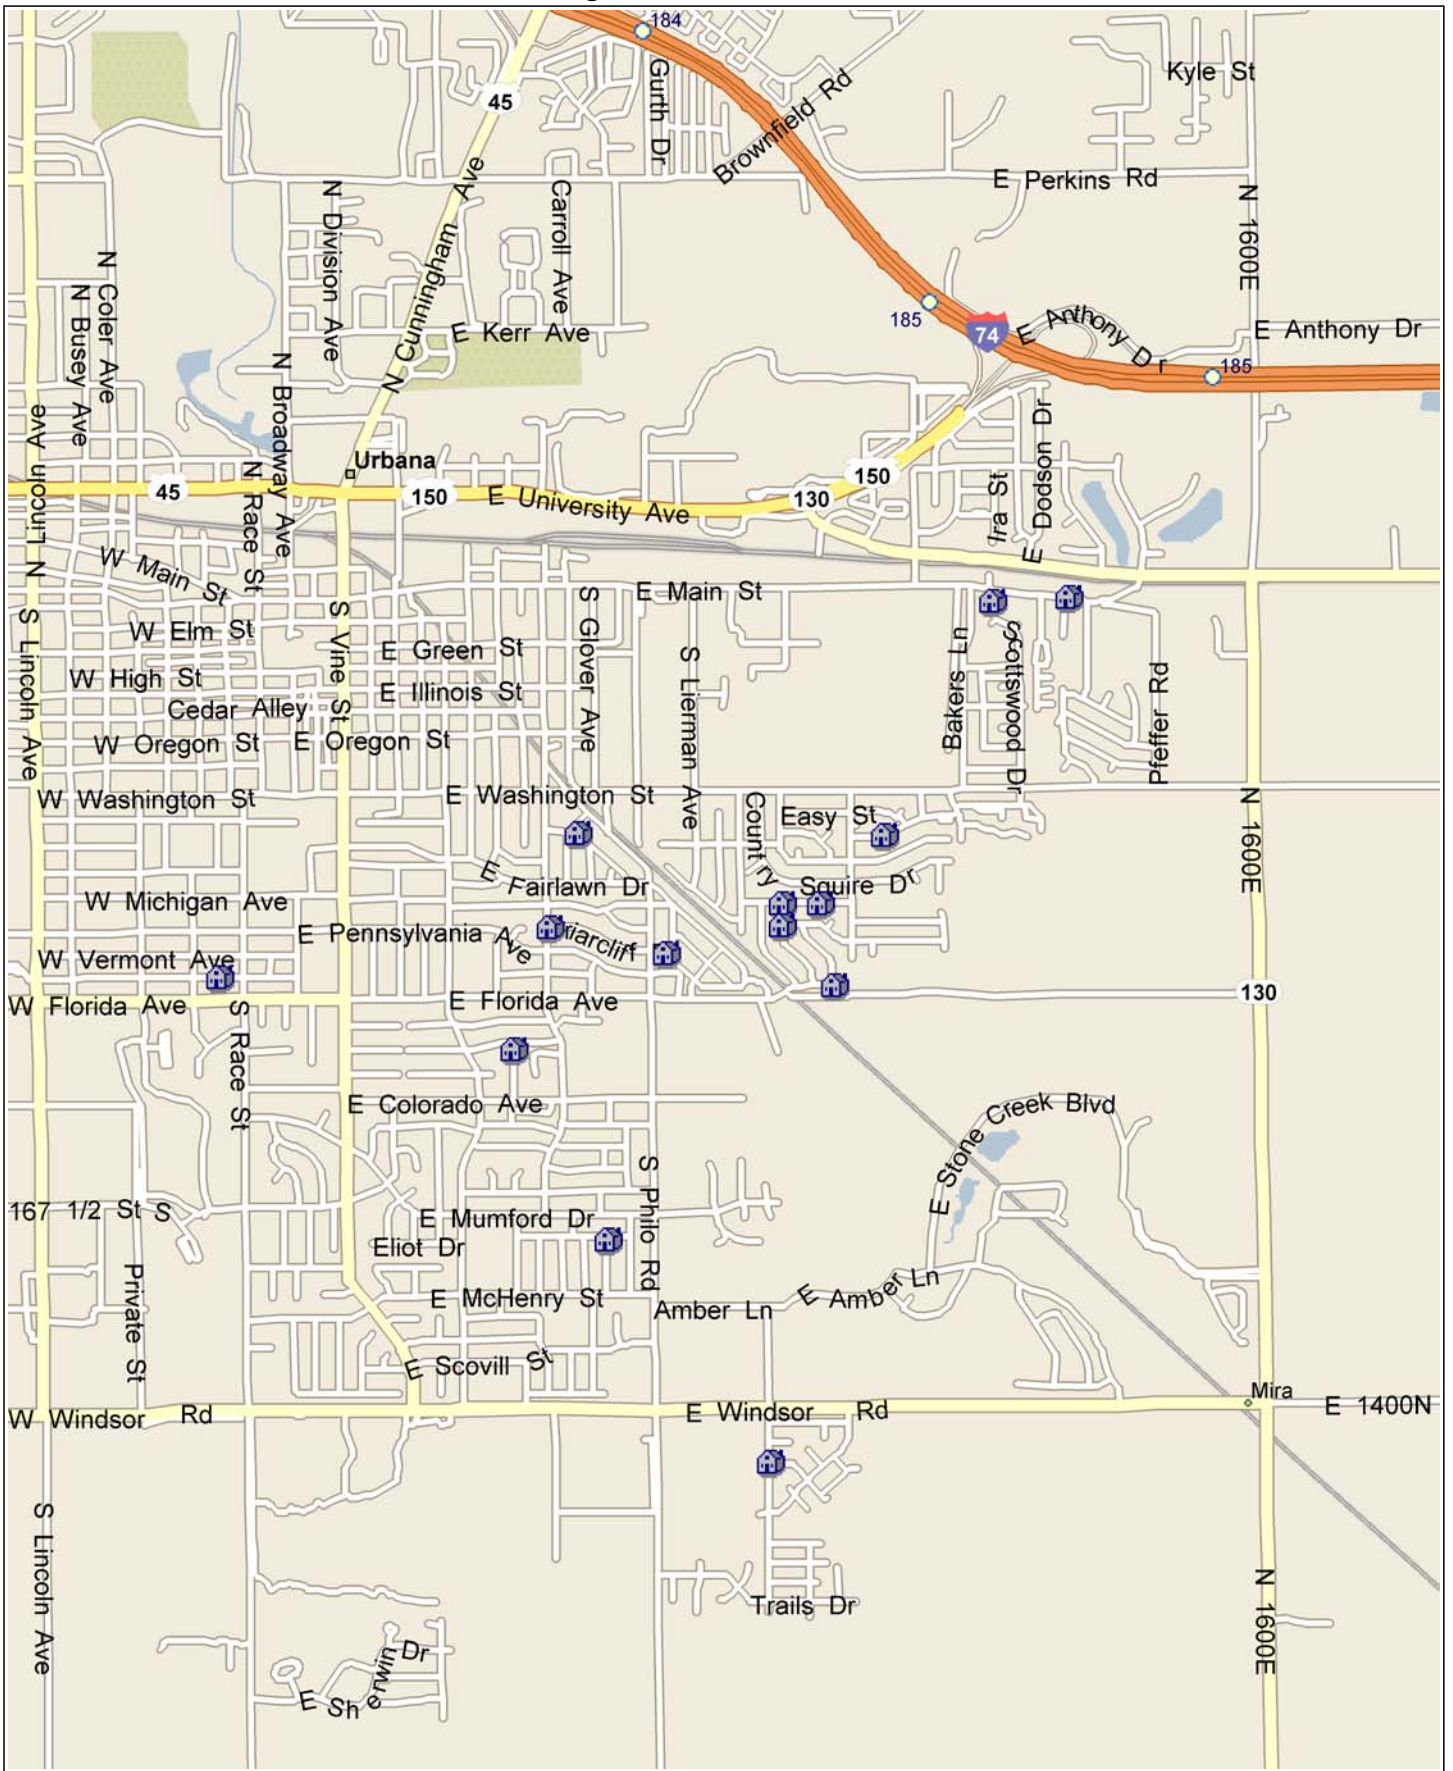 184
Kyle St
45
Gurth Dr
Brownfield Rd
E Perkins Rd
N 1600E
N Division Ave
Carroll Ave
N Cunningham Ave
N Coler Ave
N Busey Ave
E Kerr Ave
185
74
E Anthony Dr
E Anthony Dr
185
N Broadway Ave
N Lincoln Ave
Urbana
E Dodson Dr
Ira St
N Race St
45
150
E University Ave
130
150
W Main St
E Main St
S Glover Ave
S Vine St
S Lincoln Ave
W Elm St
E Green St
S Lierman Ave
Bakers Ln
Scottswood Dr
Pfeffer Rd
W High St
E Illinois St
Cedar Alley
W Oregon St
E Oregon St
W Washington St
E Washington St
Country
Easy St
N 1600E
E Fairlawn Dr
Squire Dr
W Michigan Ave
E Pennsylvania Ave
riarcliff
W Vermont Ave
W Florida Ave
E Florida Ave
130
S Race St
E Colorado Ave
E Stone Creek Blvd
S Philo Rd
167 1/2 St S
E Mumford Dr
Eliot Dr
Private St
E McHenry St
Amber Ln
E Amber Ln
E Scovill St
Mira
W Windsor Rd
E Windsor Rd
E 1400N
S Lincoln Ave
N 1600E
Trails Dr
E Sherwin Dr